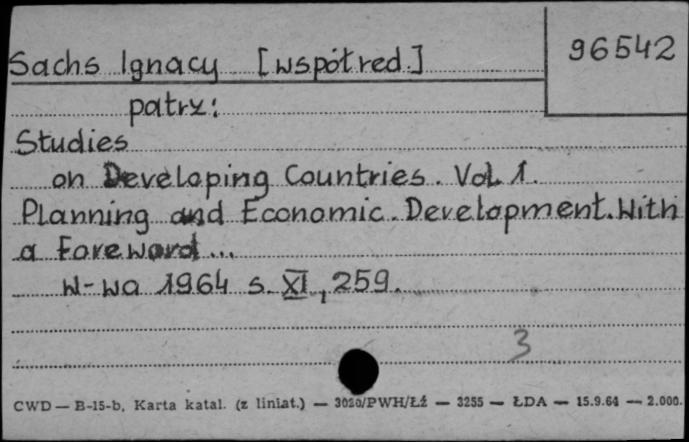 Sachs Ignacy [współred.]
96542
patrz:
Studies
on Developing Countries. Vol. 1.
Planning and Economic Development. With
a Foreword...
W-wa 1964 s. XI, 259.
3
CWD — B-15-b, Karta katal. (z liniat.) — 3020/PWH/Łź — 3255 — ŁDA — 15.9.64 — 2.000.